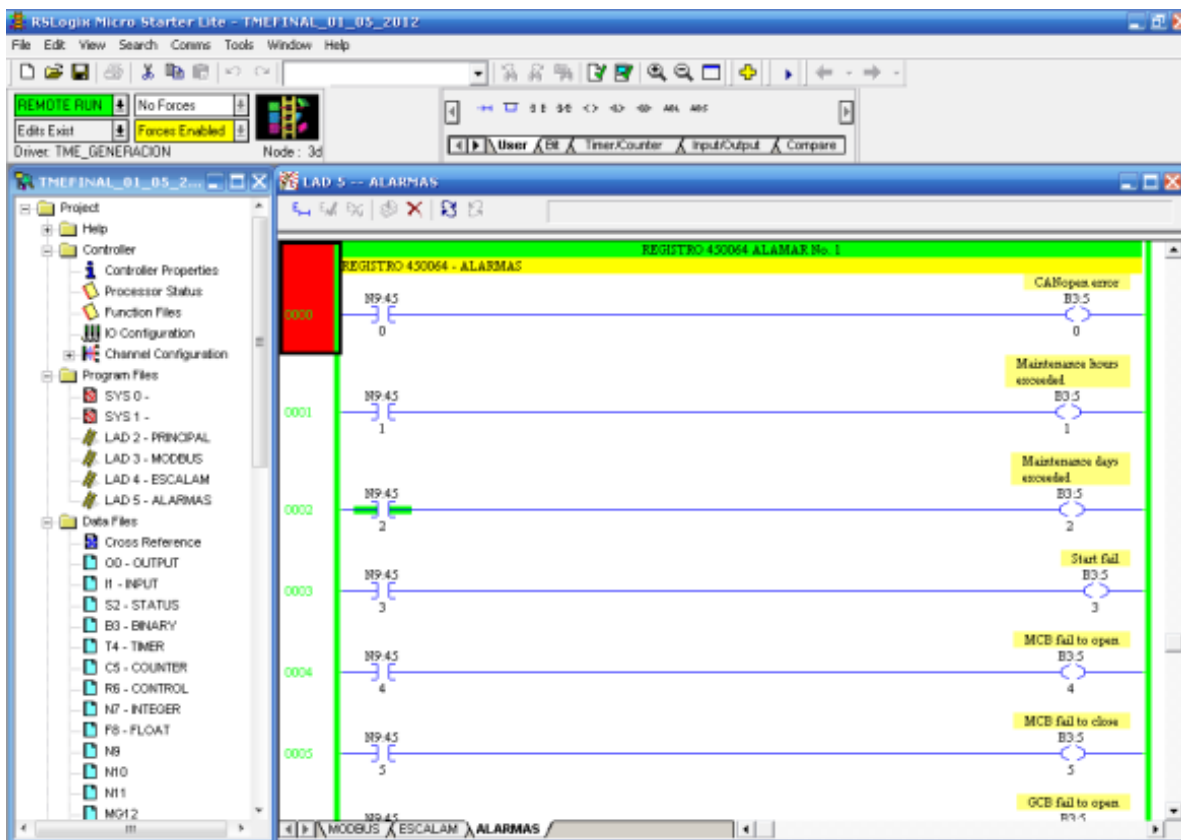 RSLogix Micro Starter Lite - TMEFINAL_01_05_2012
File Edit View Search Comms Tools Window Help
REMOTE RUN No Forces
Edits Exist Forces Enabled
Driver: TME_GENERACION Node : 3d
User Bit Timer/Counter Input/Output Compare
TMEFINAL_01_05_2...
Project
Help
Controller
Controller Properties
Processor Status
Function Files
IO Configuration
Channel Configuration
Program Files
SYS 0 -
SYS 1 -
LAD 2 - PRINCIPAL
LAD 3 - MODBUS
LAD 4 - ESCALAM
LAD 5 - ALARMAS
Data Files
Cross Reference
O0 - OUTPUT
I1 - INPUT
S2 - STATUS
B3 - BINARY
T4 - TIMER
C5 - COUNTER
R6 - CONTROL
N7 - INTEGER
F8 - FLOAT
N9
N10
N11
MG12
LAD 5 -- ALARMAS
REGISTRO 450064 ALAMAR No. 1
REGISTRO 450064 - ALARMAS
CANopen error
N9:45 B3:5
0000
0 0
Maintenance hours
exceeded
N9:45 B3:5
0001
1 1
Maintenance days
exceeded
N9:45 B3:5
0002
2 2
Start fail
N9:45 B3:5
0003
3 3
MCB fail to open
N9:45 B3:5
0004
4 4
MCB fail to close
N9:45 B3:5
0005
5 5
GCB fail to open
N9:45 B3:5
MODBUS ESCALAM ALARMAS